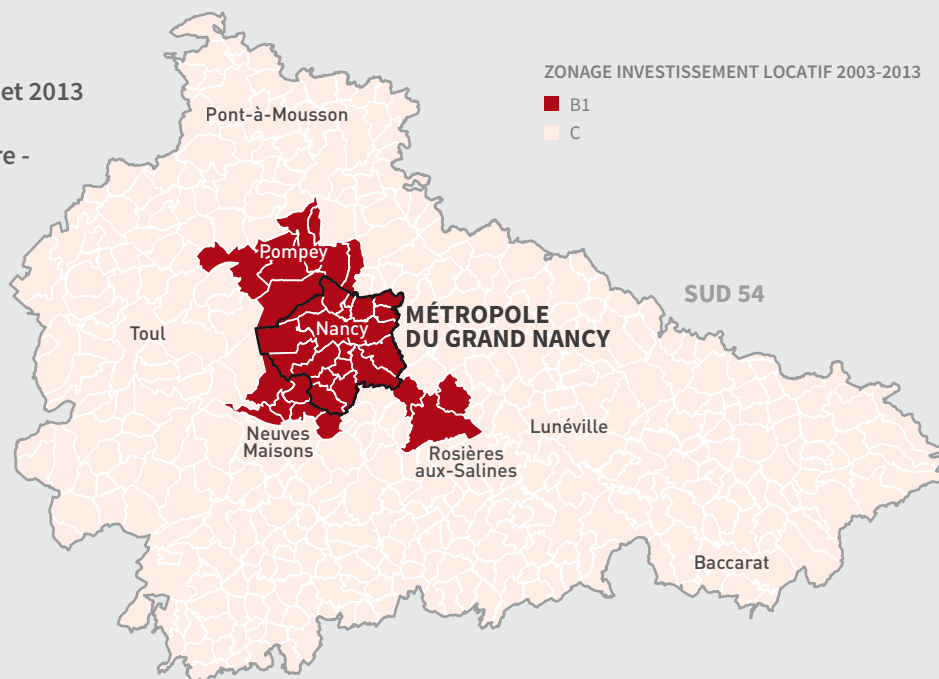 et 2013
re -
ZONAGE INVESTISSEMENT LOCATIF 2003-2013
B1
C
Pont-à-Mousson
Pompey
SUD 54
MÉTROPOLE
DU GRAND NANCY
Nancy
Toul
Neuves
Maisons
Lunéville
Rosières
aux-Salines
Baccarat